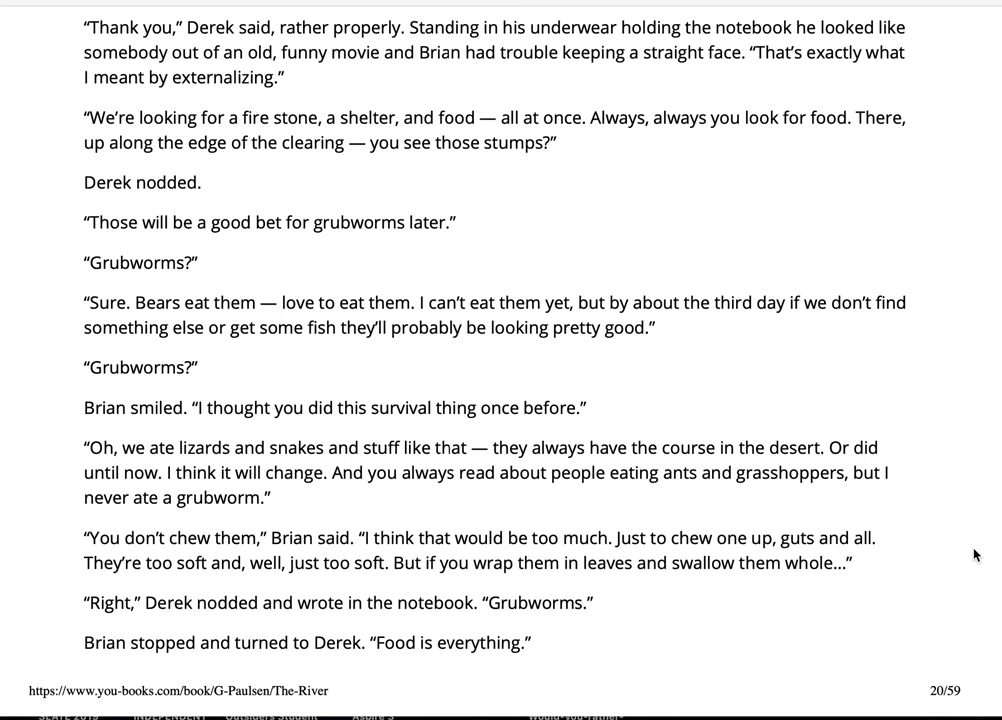 “Thank you,” Derek said, rather properly. Standing in his underwear holding the notebook he looked like
somebody out of an old, funny movie and Brian had trouble keeping a straight face. “That’s exactly what
I meant by externalizing.”
“We’re looking for a fire stone, a shelter, and food — all at once. Always, always you look for food. There,
up along the edge of the clearing — you see those stumps?”
Derek nodded.
“Those will be a good bet for grubworms later.”
“Grubworms?”
“Sure. Bears eat them — love to eat them. I can’t eat them yet, but by about the third day if we don’t find
something else or get some fish they’ll probably be looking pretty good.”
“Grubworms?”
Brian smiled. “I thought you did this survival thing once before.”
“Oh, we ate lizards and snakes and stuff like that — they always have the course in the desert. Or did
until now. I think it will change. And you always read about people eating ants and grasshoppers, but I
never ate a grubworm.”
“You don’t chew them,” Brian said. “I think that would be too much. Just to chew one up, guts and all.
They’re too soft and, well, just too soft. But if you wrap them in leaves and swallow them whole...”
“Right,” Derek nodded and wrote in the notebook. “Grubworms.”
Brian stopped and turned to Derek. “Food is everything.”
https://www.you-books.com/book/G-Paulsen/The-River 20/59